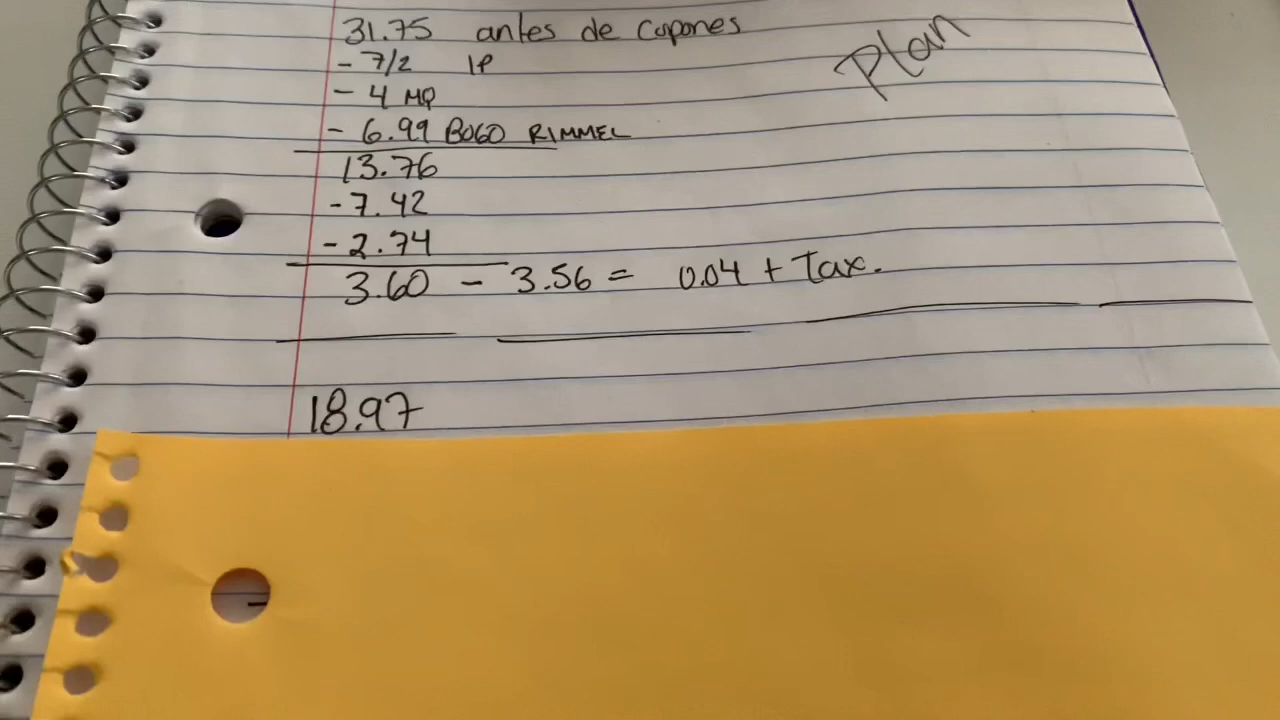 31.75 antes de cupones
Plan
- 7/2 IP
- 4 MQ
- 6.99 BOGO RIMMEL
13.76
- 7.42
- 2.74
3.60 - 3.56 = 0.04 + Tax.
18.97